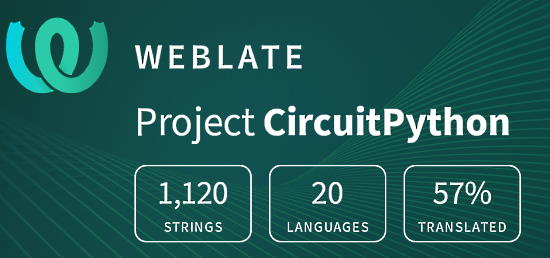 WEBLATE
Project CircuitPython
1,120 20 57%
STRINGS LANGUAGES TRANSLATED